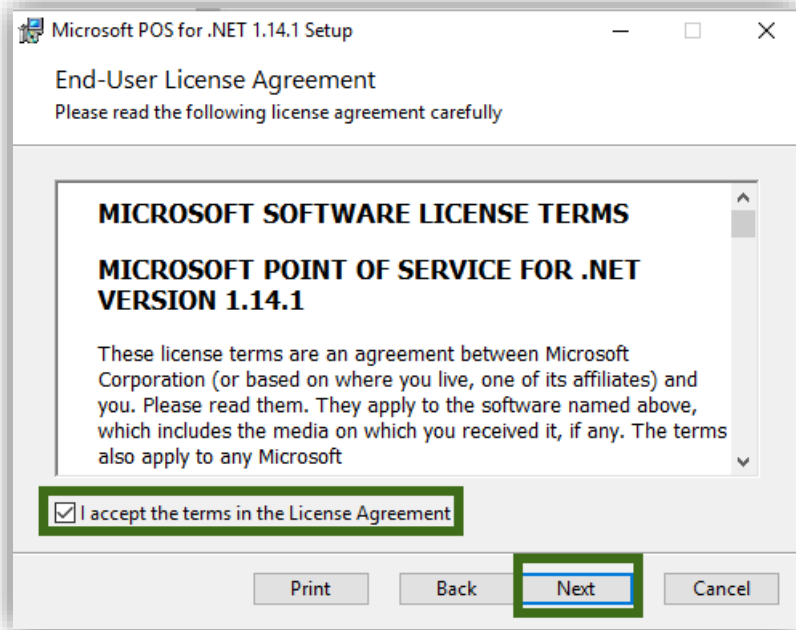 Microsoft POS for .NET 1.14.1 Setup
End-User License Agreement
Please read the following license agreement carefully
MICROSOFT SOFTWARE LICENSE TERMS
MICROSOFT POINT OF SERVICE FOR .NET
VERSION 1.14.1
These license terms are an agreement between Microsoft
Corporation (or based on where you live, one of its affiliates) and
you. Please read them. They apply to the software named above,
which includes the media on which you received it, if any. The terms
also apply to any Microsoft
I accept the terms in the License Agreement
Print Back Next Cancel